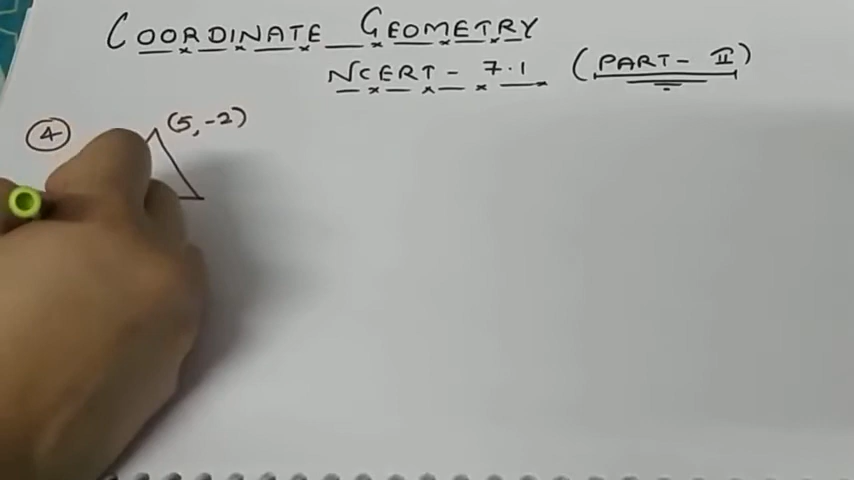 COORDINATE GEOMETRY
NCERT - 7.1 (PART - II)
4 (5, -2)